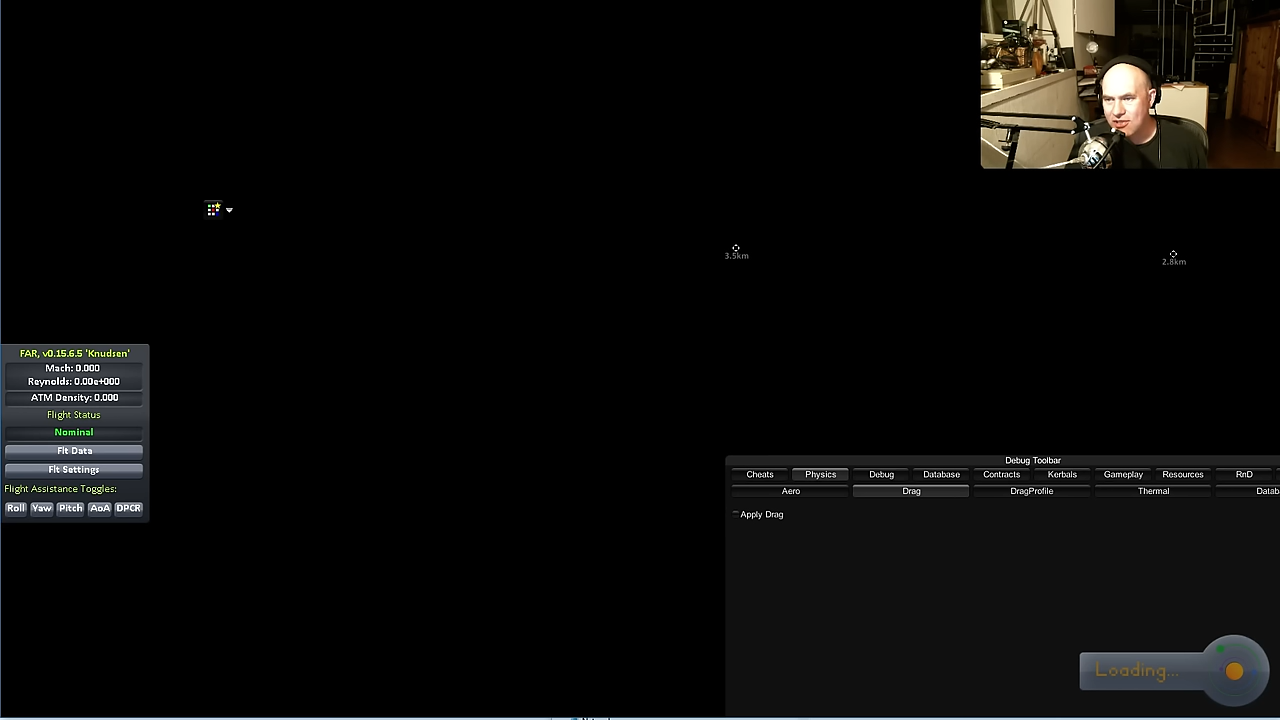 3.5km
2.8km
FAR, v0.15.6.5 'Knudsen'
Mach: 0.000
Reynolds: 0.00e+000
ATM Density: 0.000
Flight Status
Nominal
Flt Data
Flt Settings
Flight Assistance Toggles:
Roll Yaw Pitch AoA DPCR
Debug Toolbar
Cheats Physics Debug Database Contracts Kerbals Gameplay Resources RnD
Aero Drag DragProfile Thermal Datab
Apply Drag
Loading...